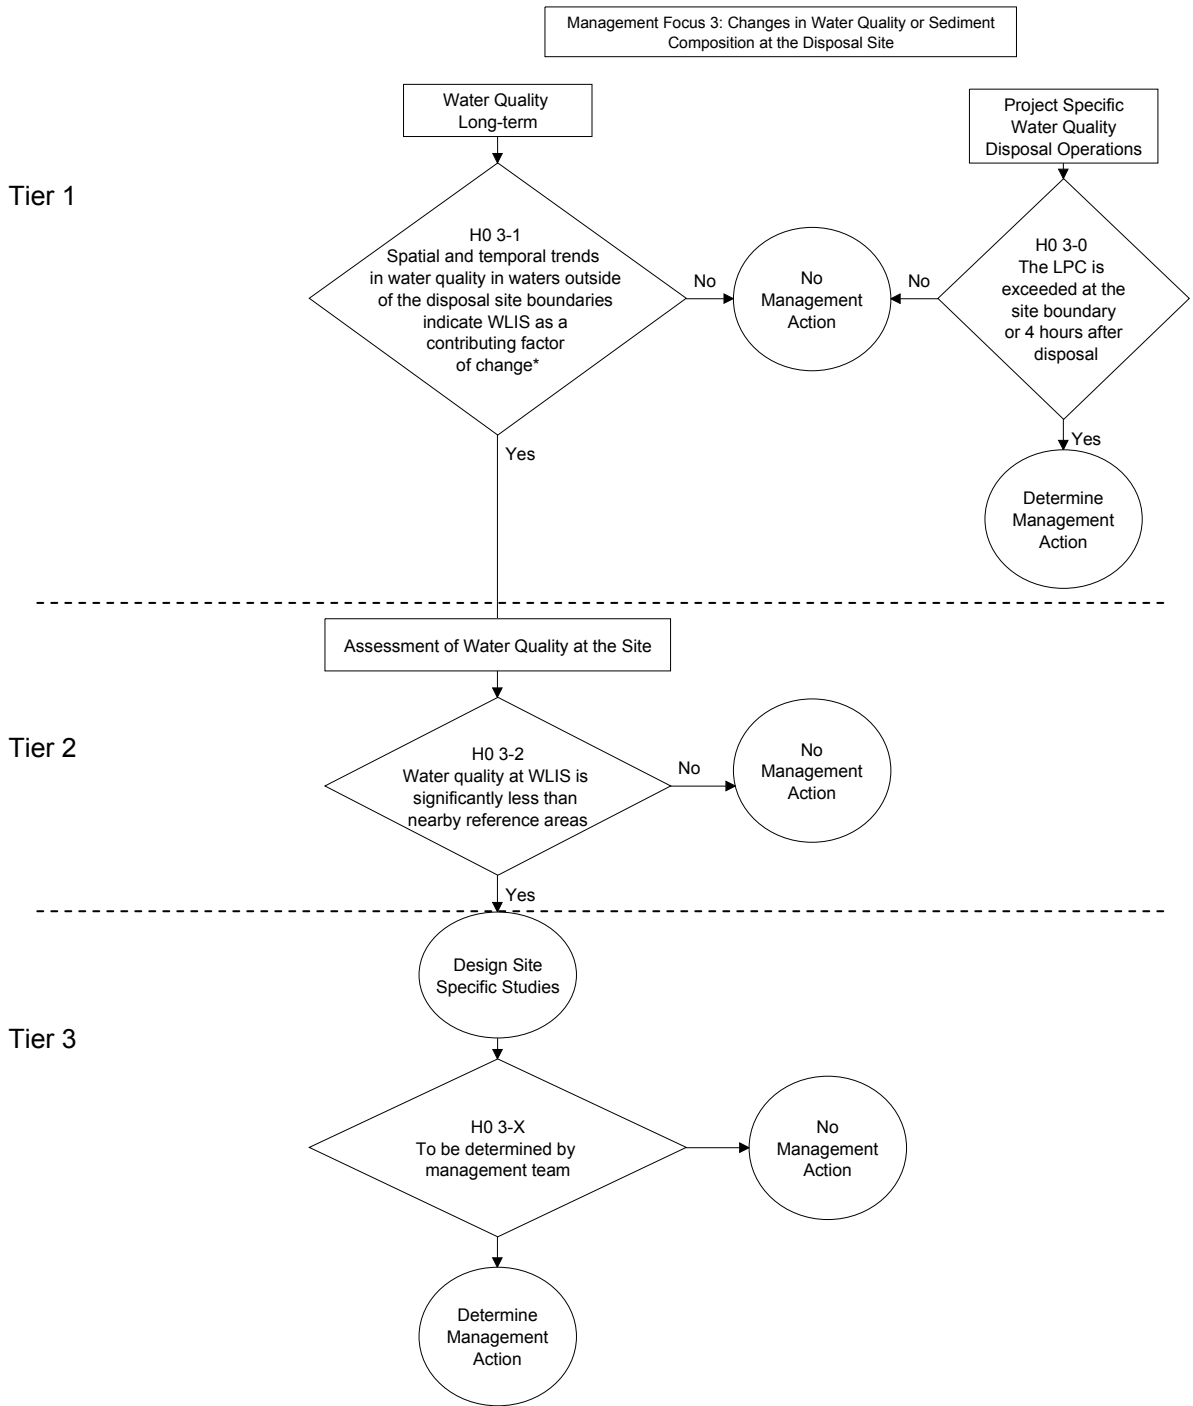 Management Focus 3: Changes in Water Quality or Sediment
Composition at the Disposal Site
Water Quality
Long-term
Project Specific
Water Quality
Disposal Operations
Tier 1
H0 3-1
Spatial and temporal trends
in water quality in waters outside
of the disposal site boundaries
indicate WLIS as a
contributing factor
of change*
No
No
Management
Action
No
H0 3-0
The LPC is
exceeded at the
site boundary
or 4 hours after
disposal
Yes
Yes
Determine
Management
Action
Assessment of Water Quality at the Site
Tier 2
H0 3-2
Water quality at WLIS is
significantly less than
nearby reference areas
No
No
Management
Action
Yes
Design Site
Specific Studies
Tier 3
H0 3-X
To be determined by
management team
No
Management
Action
Determine
Management
Action